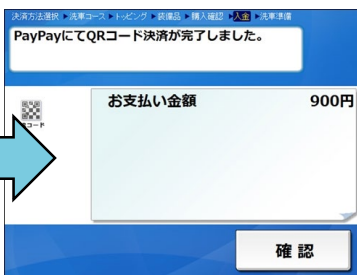 決済方法選択 ▶洗車コース ▶トッピング ▶装備品 ▶購入確認 ▶入金 ▶洗車準備
PayPayにてQRコード決済が完了しました。
お支払い金額 900円
コード
確 認